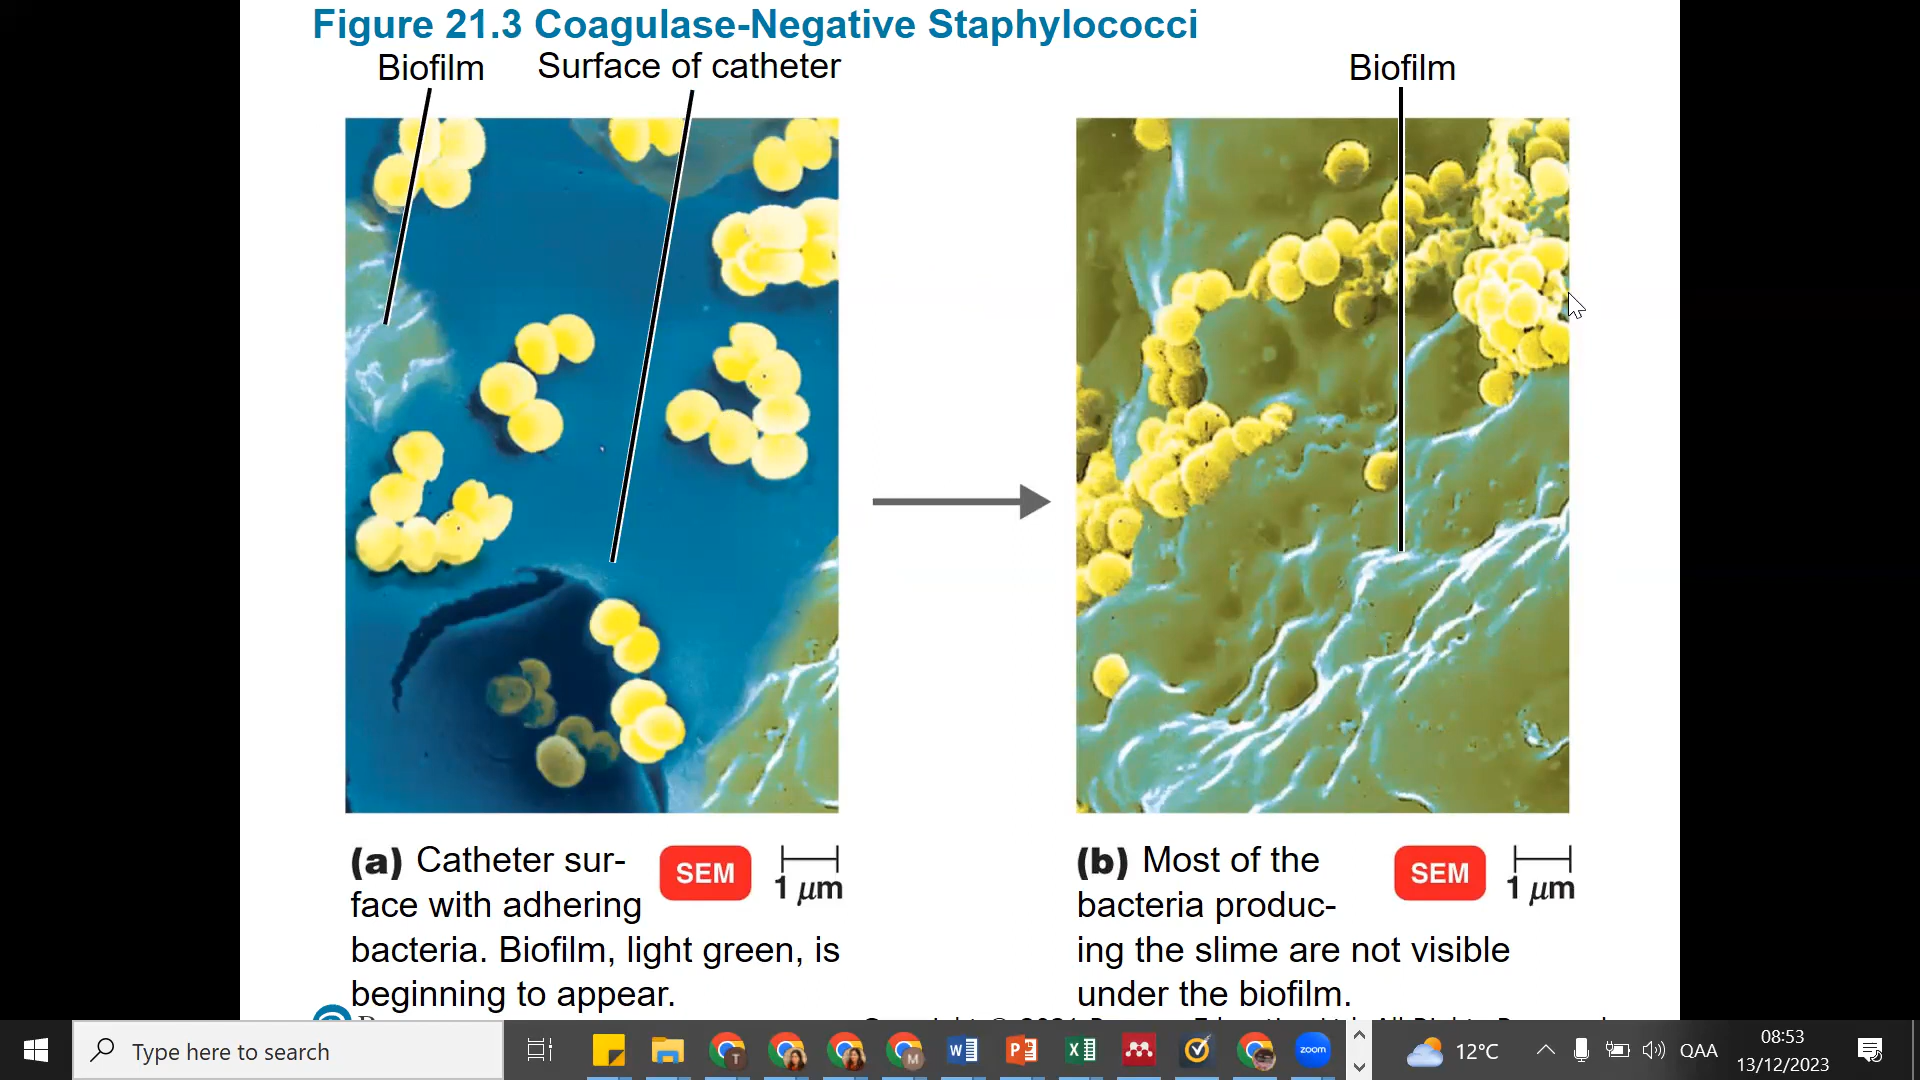 Figure 21.3 Coagulase-Negative Staphylococci
Biofilm
Surface of catheter
Biofilm
(a) Catheter sur-
face with adhering
bacteria. Biofilm, light green, is
beginning to appear.
SEM
1 μm
(b) Most of the
bacteria produc-
ing the slime are not visible
under the biofilm.
SEM
1 μm
Type here to search
T
M
zoom
12°C
QAA
08:53
13/12/2023